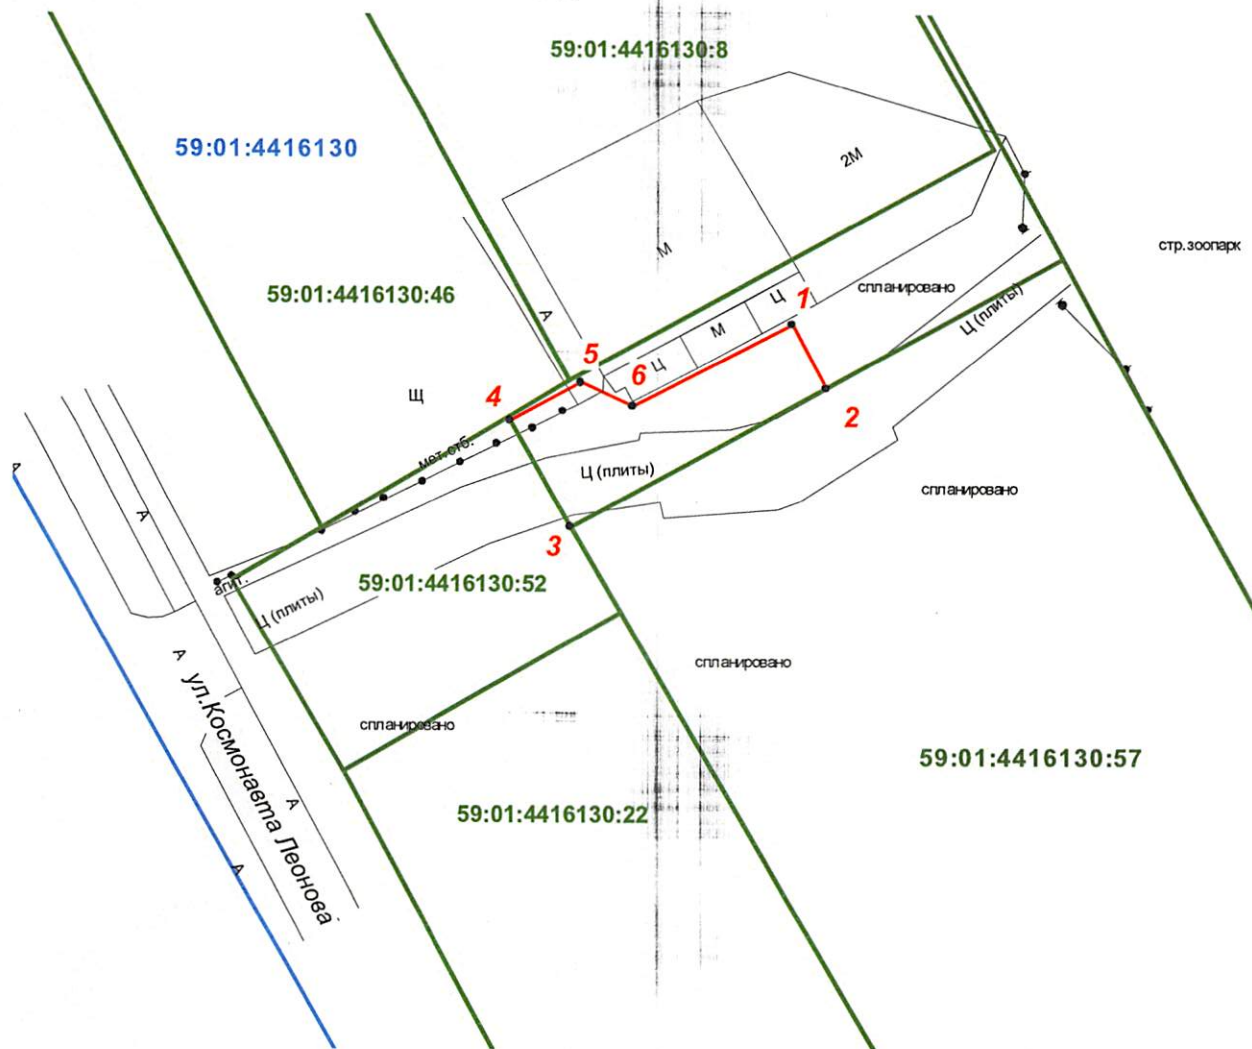 59:01:4416130:8
59:01:4416130
2М
М
стр.зоопарк
59:01:4416130:46
А
спланировано
Ц
1
Ц (плиты)
М
5
Ц
6
4
Щ
2
мет.отб.
А
Ц (плиты)
спланировано
А
3
59:01:4416130:52
агит.
Ц (плиты)
А
ул.Космонавта Леонова
спланировано
спланировано
59:01:4416130:57
А
59:01:4416130:22
А